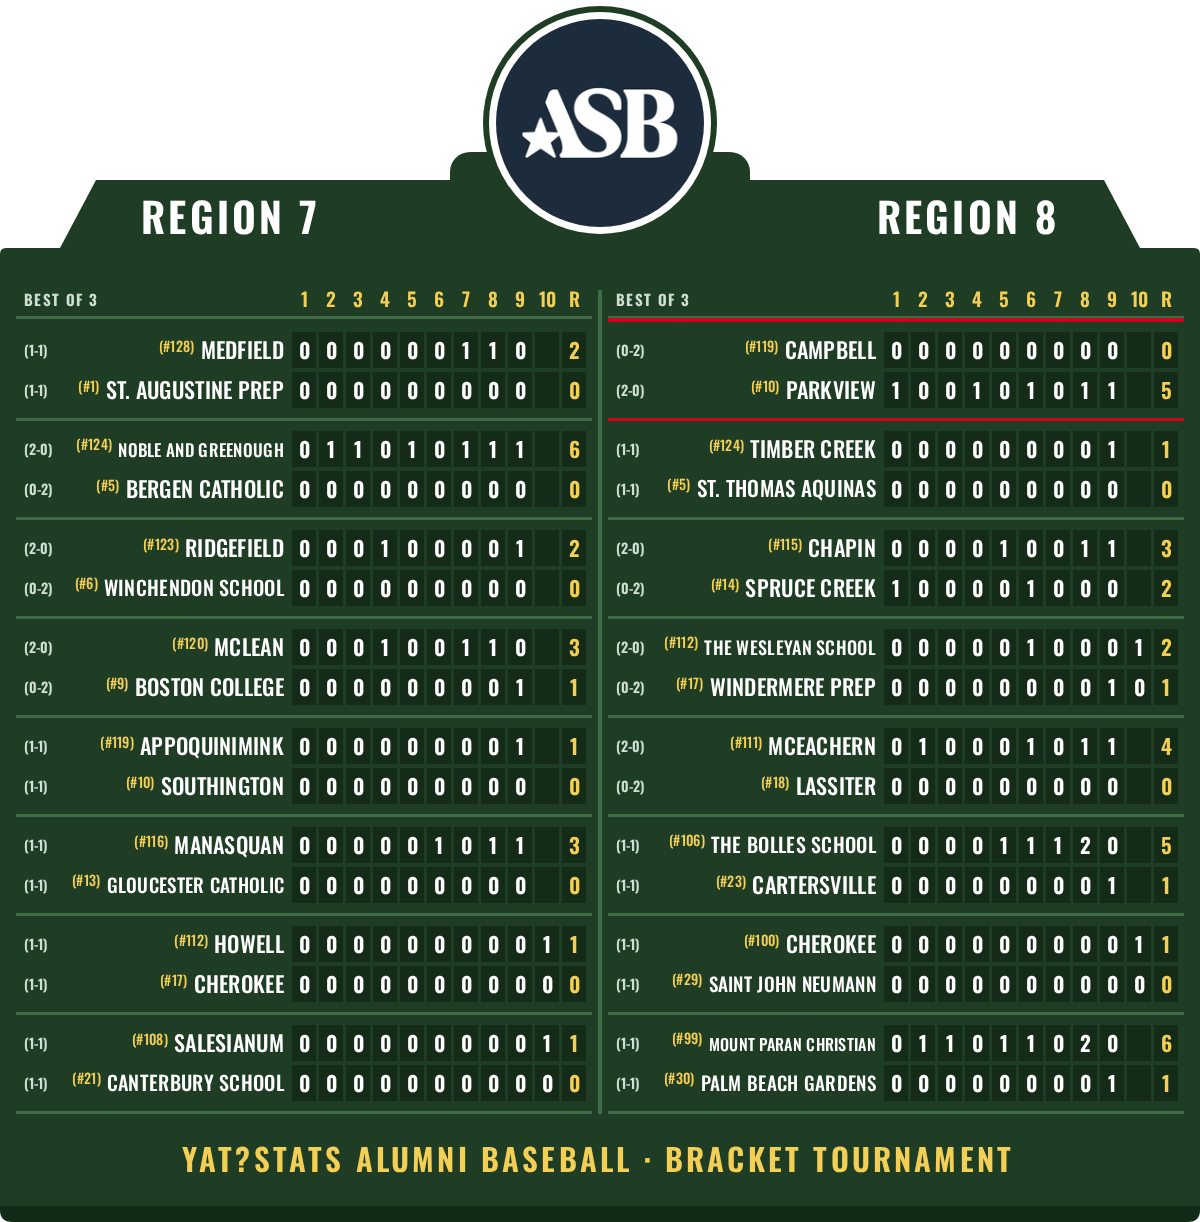 ASB
REGION 7
REGION 8
BEST OF 3 1 2 3 4 5 6 7 8 9 10 R
(1-1) (#128) MEDFIELD 0 0 0 0 0 0 1 1 0 2
(1-1) (#1) ST. AUGUSTINE PREP 0 0 0 0 0 0 0 0 0 0
(2-0) (#124) NOBLE AND GREENOUGH 0 1 1 0 1 0 1 1 1 6
(0-2) (#5) BERGEN CATHOLIC 0 0 0 0 0 0 0 0 0 0
(2-0) (#123) RIDGEFIELD 0 0 0 1 0 0 0 0 1 2
(0-2) (#6) WINCHENDON SCHOOL 0 0 0 0 0 0 0 0 0 0
(2-0) (#120) MCLEAN 0 0 0 1 0 0 1 1 0 3
(0-2) (#9) BOSTON COLLEGE 0 0 0 0 0 0 0 0 1 1
(1-1) (#119) APPOQUINIMINK 0 0 0 0 0 0 0 0 1 1
(1-1) (#10) SOUTHINGTON 0 0 0 0 0 0 0 0 0 0
(1-1) (#116) MANASQUAN 0 0 0 0 0 1 0 1 1 3
(1-1) (#13) GLOUCESTER CATHOLIC 0 0 0 0 0 0 0 0 0 0
(1-1) (#112) HOWELL 0 0 0 0 0 0 0 0 0 1 1
(1-1) (#17) CHEROKEE 0 0 0 0 0 0 0 0 0 0 0
(1-1) (#108) SALESIANUM 0 0 0 0 0 0 0 0 0 1 1
(1-1) (#21) CANTERBURY SCHOOL 0 0 0 0 0 0 0 0 0 0 0
BEST OF 3 1 2 3 4 5 6 7 8 9 10 R
(0-2) (#119) CAMPBELL 0 0 0 0 0 0 0 0 0 0
(2-0) (#10) PARKVIEW 1 0 0 1 0 1 0 1 1 5
(1-1) (#124) TIMBER CREEK 0 0 0 0 0 0 0 0 1 1
(1-1) (#5) ST. THOMAS AQUINAS 0 0 0 0 0 0 0 0 0 0
(2-0) (#115) CHAPIN 0 0 0 0 1 0 0 1 1 3
(0-2) (#14) SPRUCE CREEK 1 0 0 0 0 1 0 0 0 2
(2-0) (#112) THE WESLEYAN SCHOOL 0 0 0 0 0 1 0 0 0 1 2
(0-2) (#17) WINDERMERE PREP 0 0 0 0 0 0 0 0 1 0 1
(2-0) (#111) MCEACHERN 0 1 0 0 0 1 0 1 1 4
(0-2) (#18) LASSITER 0 0 0 0 0 0 0 0 0 0
(1-1) (#106) THE BOLLES SCHOOL 0 0 0 0 1 1 1 2 0 5
(1-1) (#23) CARTERSVILLE 0 0 0 0 0 0 0 0 1 1
(1-1) (#100) CHEROKEE 0 0 0 0 0 0 0 0 0 1 1
(1-1) (#29) SAINT JOHN NEUMANN 0 0 0 0 0 0 0 0 0 0 0
(1-1) (#99) MOUNT PARAN CHRISTIAN 0 1 1 0 1 1 0 2 0 6
(1-1) (#30) PALM BEACH GARDENS 0 0 0 0 0 0 0 0 1 1
YAT?STATS ALUMNI BASEBALL · BRACKET TOURNAMENT